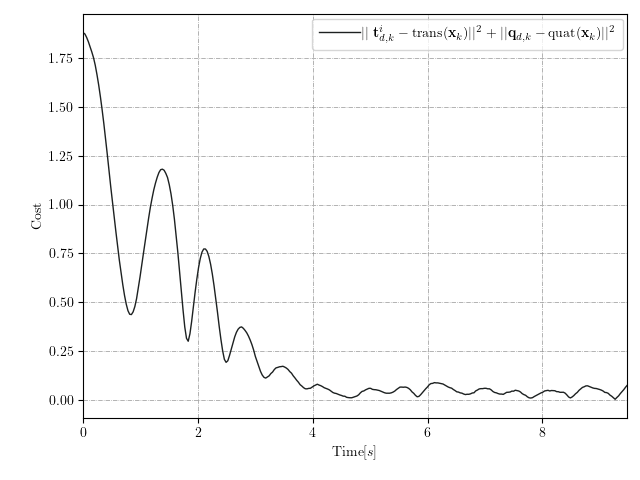 || t^i_{d,k} − trans(x_k)||^2 + ||q_{d,k} − quat(x_k)||^2
1.75
1.50
1.25
1.00
0.75
0.50
0.25
0.00
Cost
0 2 4 6 8
Time[s]